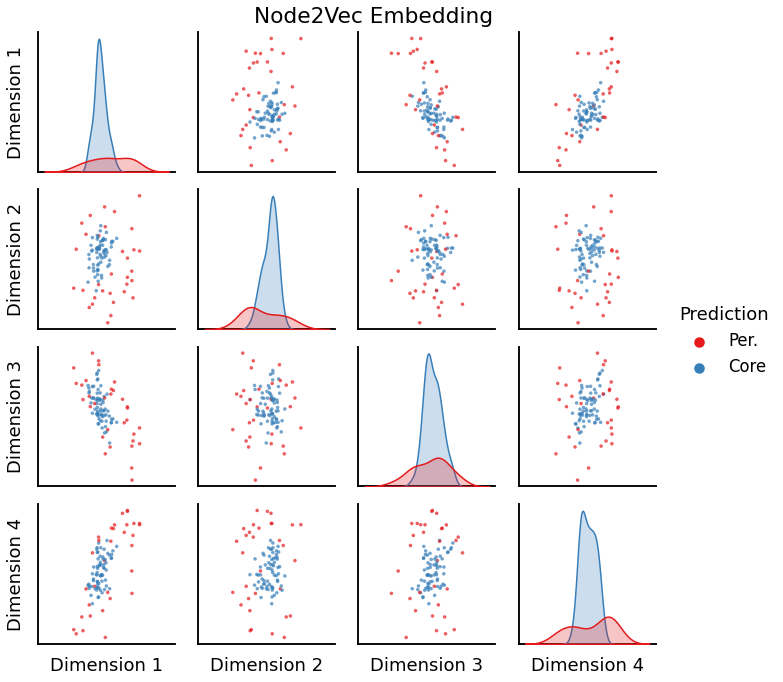 Node2Vec Embedding
Dimension 1
Dimension 2
Dimension 3
Dimension 4
Prediction
Per.
Core
Dimension 1
Dimension 2
Dimension 3
Dimension 4